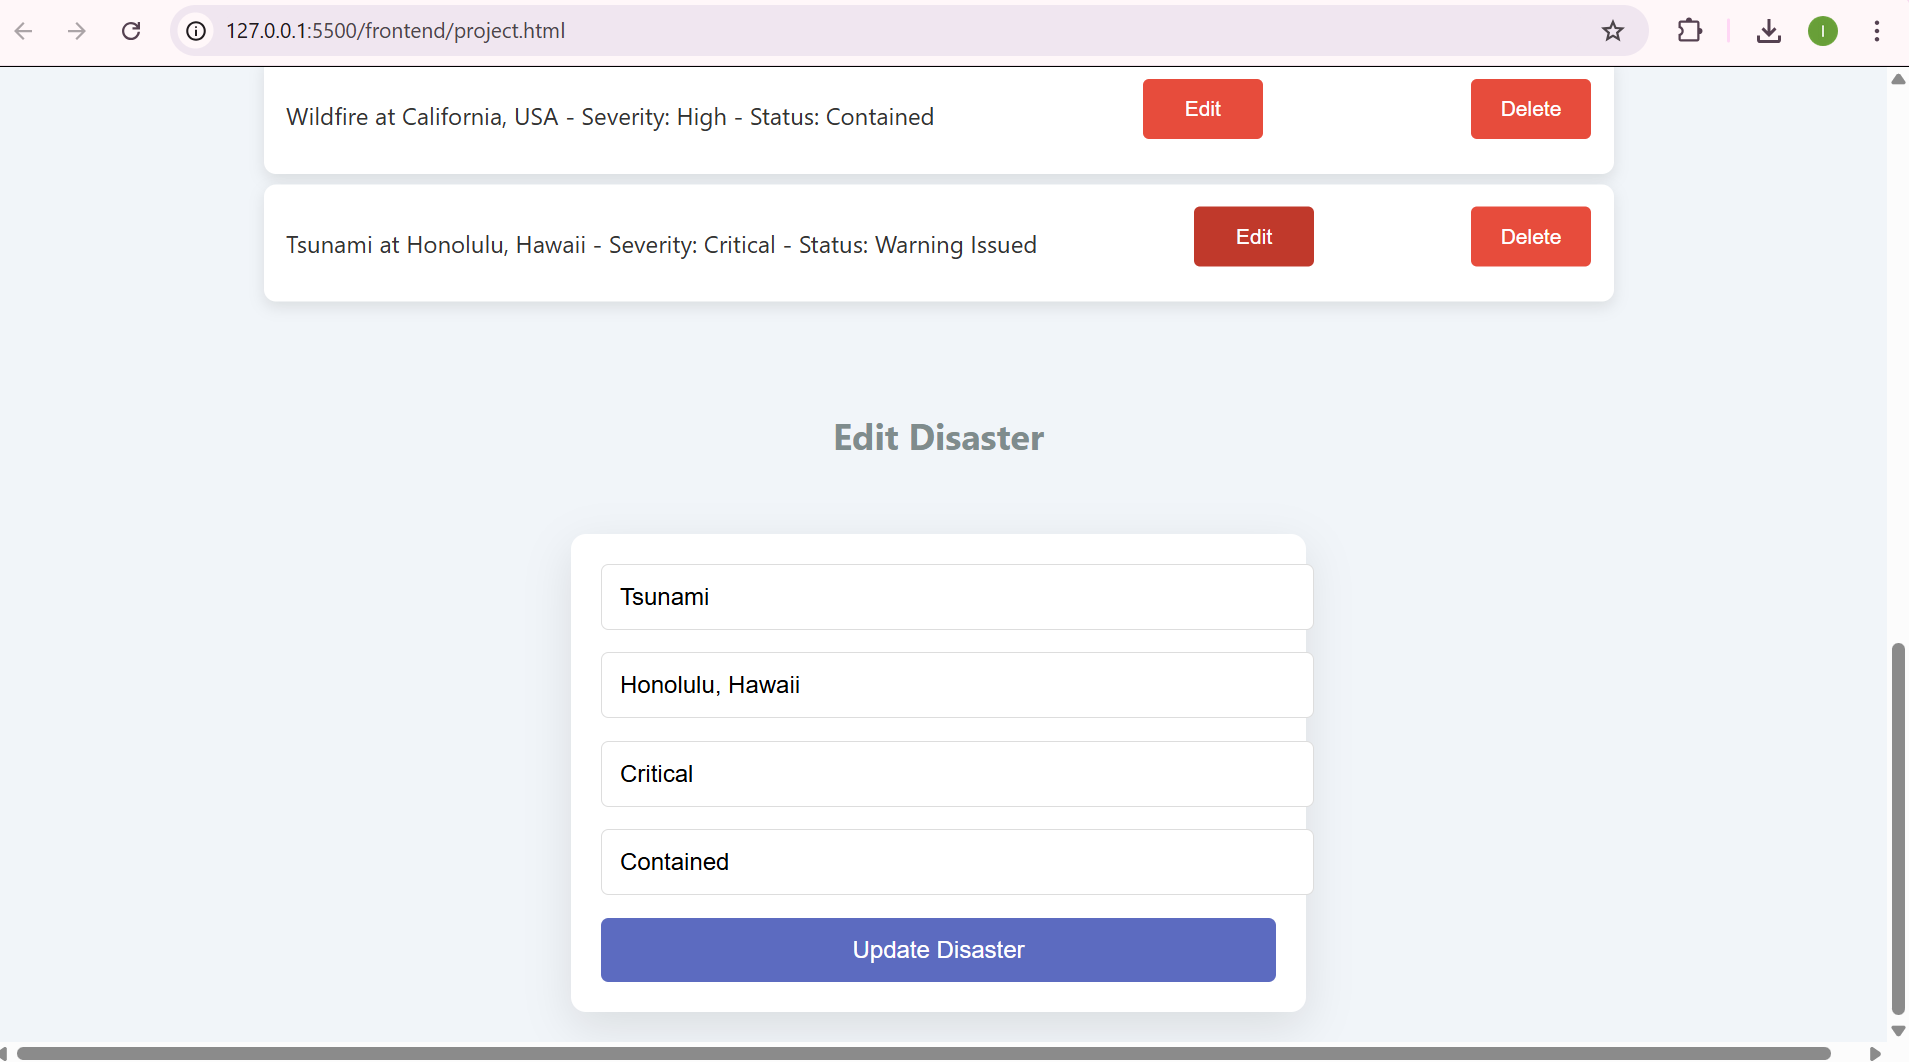 127.0.0.1:5500/frontend/project.html
I
Wildfire at California, USA - Severity: High - Status: Contained
Edit
Delete
Tsunami at Honolulu, Hawaii - Severity: Critical - Status: Warning Issued
Edit
Delete
Edit Disaster
Tsunami
Honolulu, Hawaii
Critical
Contained
Update Disaster